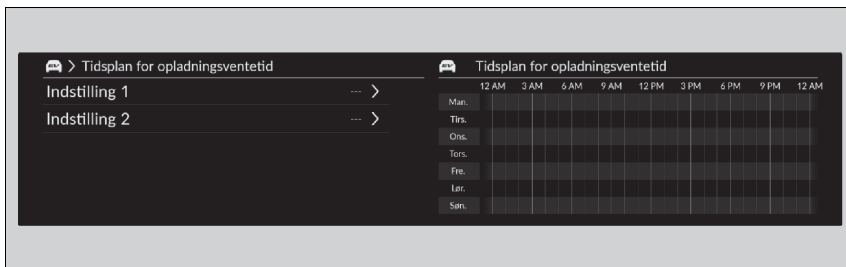 Tidsplan for opladningsventetid
Indstilling 1 ---
Indstilling 2 ---
Tidsplan for opladningsventetid
12 AM 3 AM 6 AM 9 AM 12 PM 3 PM 6 PM 9 PM 12 AM
Man.
Tirs.
Ons.
Tors.
Fre.
Lør.
Søn.